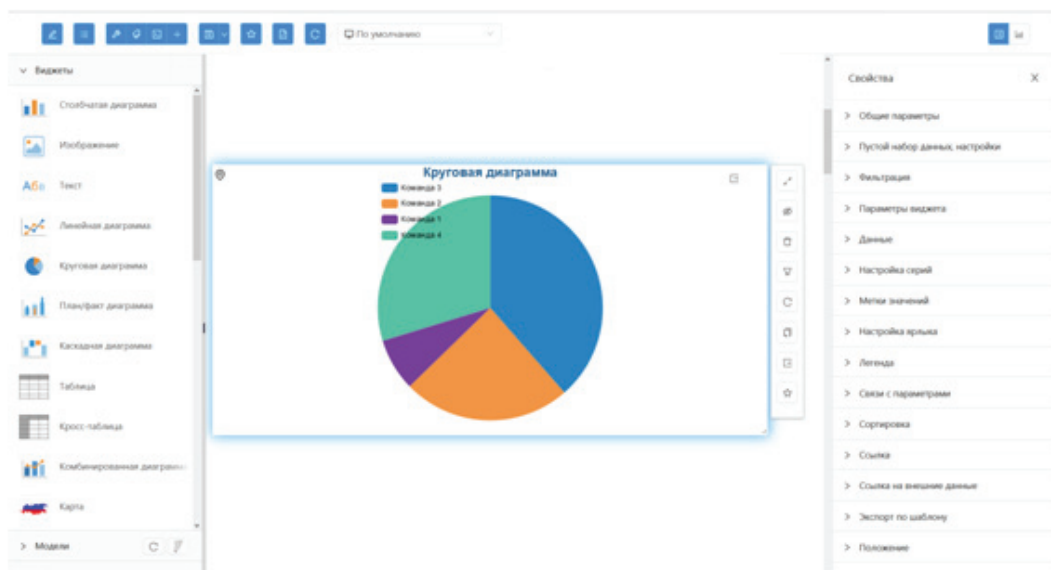 По умолчанию
Виджеты
Столбчатая диаграмма
Изображение
Абв Текст
Линейная диаграмма
Круговая диаграмма
План/факт диаграмма
Каскадная диаграмма
Таблица
Кросс-таблица
Комбинированная диаграмма
Карта
Модели
Круговая диаграмма
Команда 3
Команда 2
Команда 1
Команда 4
Свойства
Общие параметры
Пустой набор данных, настройки
Фильтрация
Параметры виджета
Данные
Настройка серий
Метки значений
Настройка ярлыка
Легенда
Связи с параметрами
Сортировка
Ссылка
Ссылка на внешние данные
Экспорт по шаблону
Положение